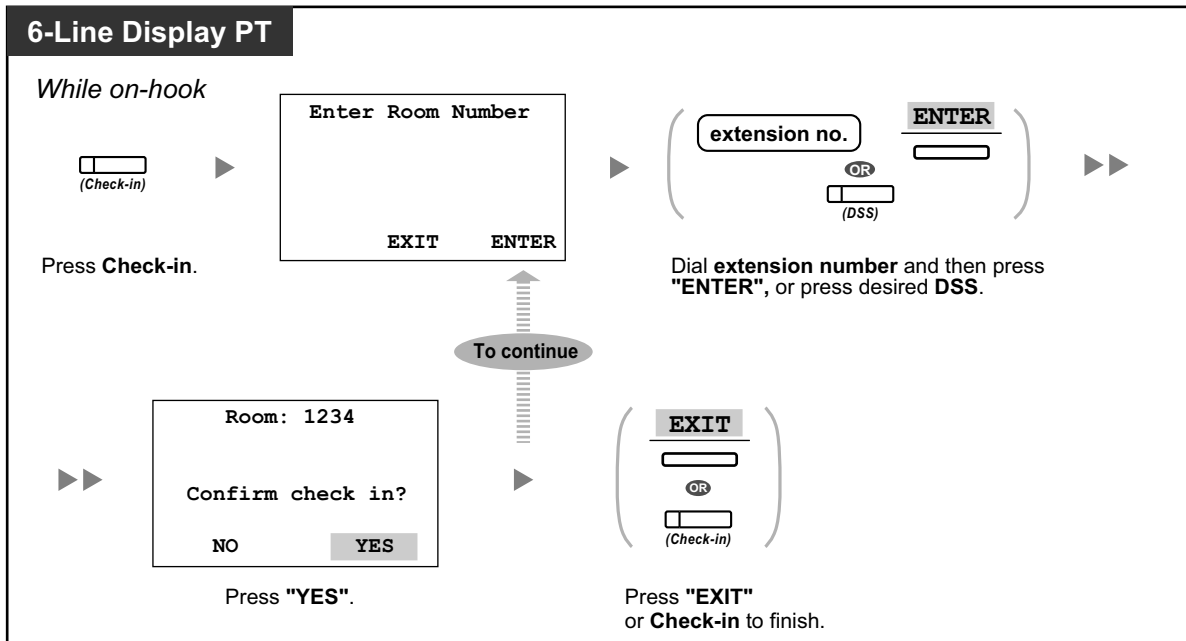 6-Line Display PT
While on-hook
(Check-in)
Press Check-in.
Enter Room Number
EXIT ENTER
extension no.
OR
(DSS)
ENTER
Dial extension number and then press
"ENTER", or press desired DSS.
To continue
Room: 1234
Confirm check in?
NO YES
Press "YES".
EXIT
OR
(Check-in)
Press "EXIT"
or Check-in to finish.